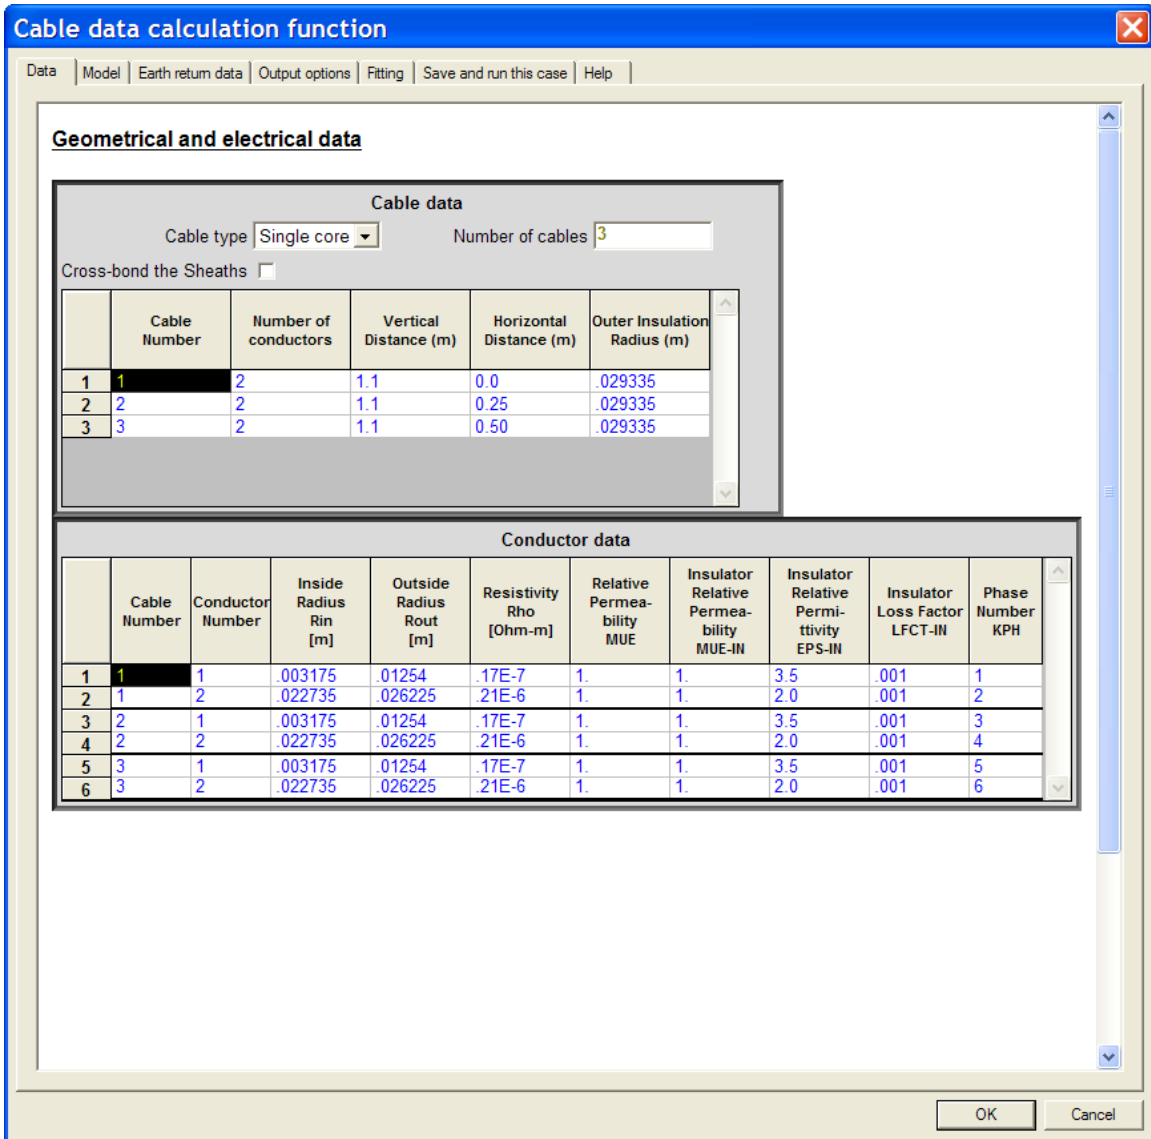 Cable data calculation function
Data Model Earth return data Output options Fitting Save and run this case Help
Geometrical and electrical data
Cable data
Cable type Single core Number of cables 3
Cross-bond the Sheaths
Cable Number Number of conductors Vertical Distance (m) Horizontal Distance (m) Outer Insulation Radius (m)
1 1 2 1.1 0.0 .029335
2 2 2 1.1 0.25 .029335
3 3 2 1.1 0.50 .029335
Conductor data
Cable Number Conductor Number Inside Radius Rin [m] Outside Radius Rout [m] Resistivity Rho [Ohm-m] Relative Permea-bility MUE Insulator Relative Permea-bility MUE-IN Insulator Relative Permi-ttivity EPS-IN Insulator Loss Factor LFCT-IN Phase Number KPH
1 1 1 .003175 .01254 .17E-7 1. 1. 3.5 .001 1
2 1 2 .022735 .026225 .21E-6 1. 1. 2.0 .001 2
3 2 1 .003175 .01254 .17E-7 1. 1. 3.5 .001 3
4 2 2 .022735 .026225 .21E-6 1. 1. 2.0 .001 4
5 3 1 .003175 .01254 .17E-7 1. 1. 3.5 .001 5
6 3 2 .022735 .026225 .21E-6 1. 1. 2.0 .001 6
OK Cancel